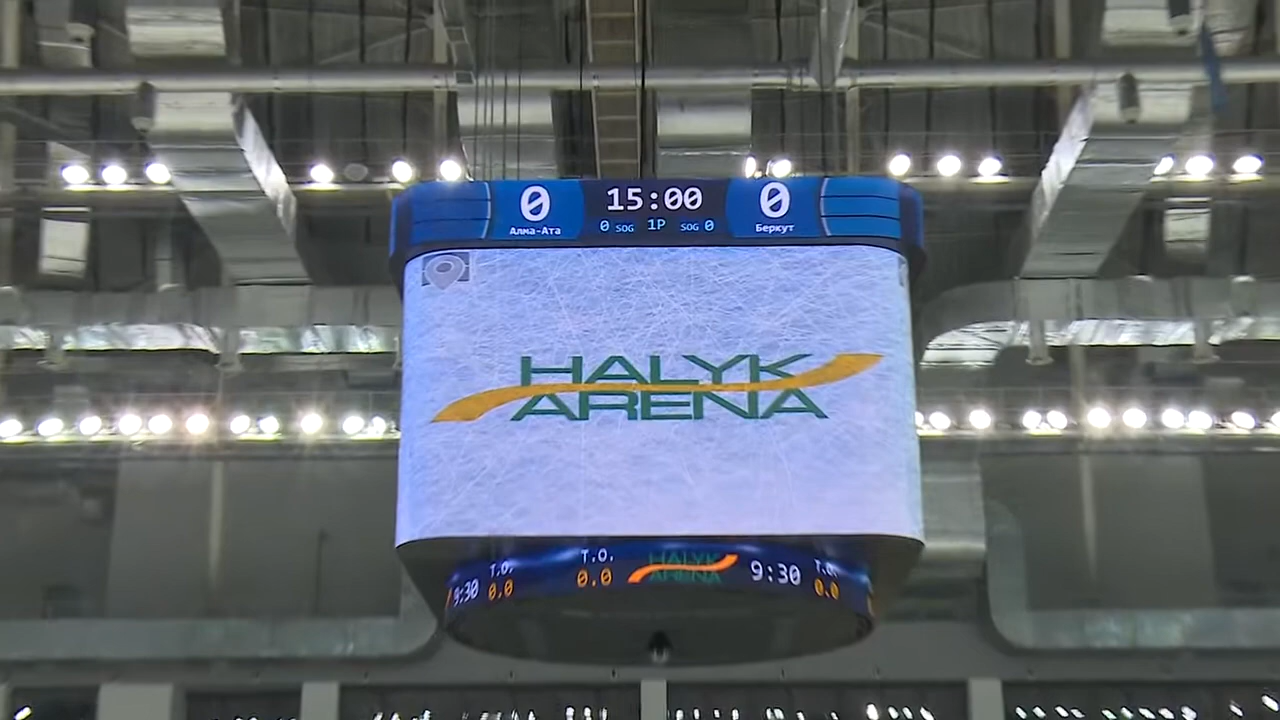 0 15:00 0
Алма-Ата 0 SOG 1P SOG 0 Беркут
HALYK
ARENA
T.O. T.O. HALYK T.O.
9:30 0.0 0.0 ARENA 9:30 0.0